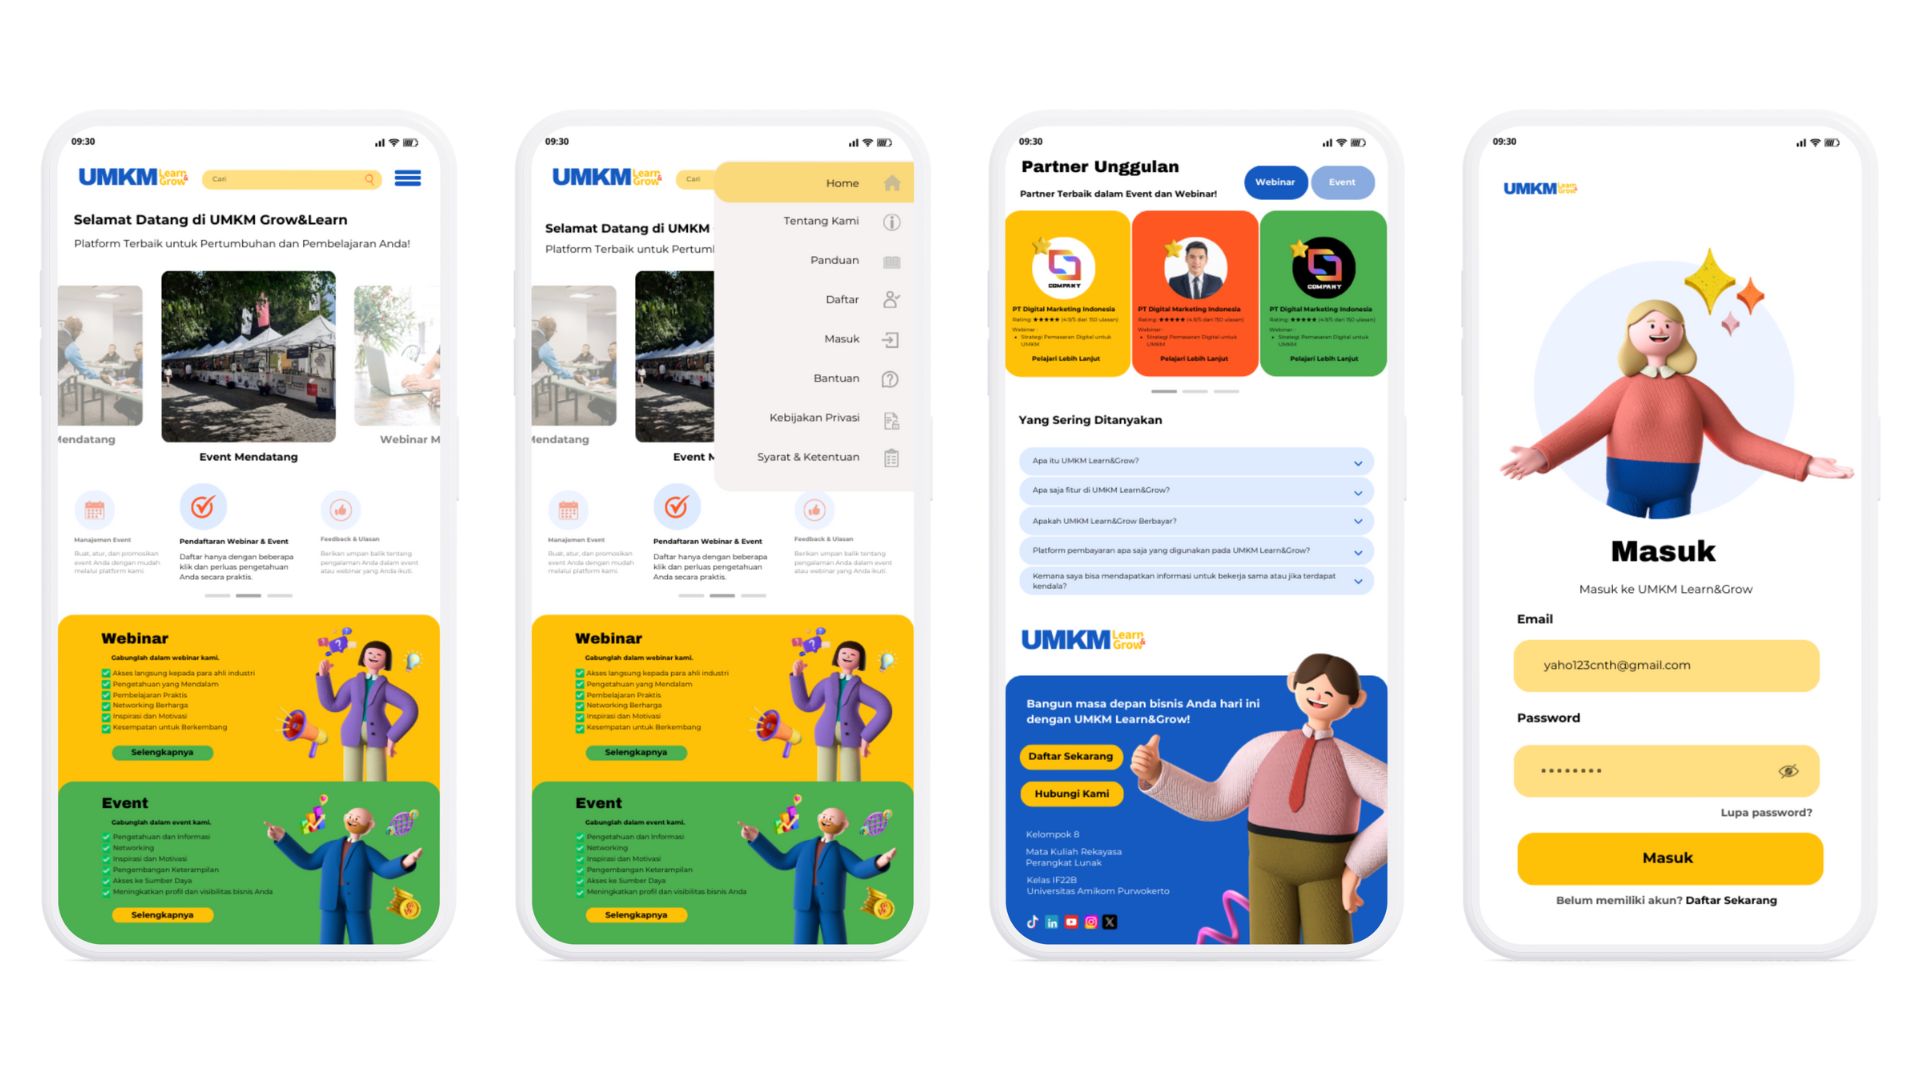 09:30
UMKM Learn & Grow
Cari
Selamat Datang di UMKM Grow&Learn
Platform Terbaik untuk Pertumbuhan dan Pembelajaran Anda!
Mendatang
Webinar M
Event Mendatang
Manajemen Event
Buat, atur, dan promosikan
event Anda dengan mudah
melalui platform kami.
Pendaftaran Webinar & Event
Daftar hanya dengan beberapa
klik dan perluas pengetahuan
Anda secara praktis.
Feedback & Ulasan
Berikan umpan balik tentang
pengalaman Anda dalam event
atau webinar yang Anda ikuti.
Webinar
Gabunglah dalam webinar kami.
Akses langsung kepada para ahli industri
Pengetahuan yang Mendalam
Pembelajaran Praktis
Networking Berharga
Inspirasi dan Motivasi
Kesempatan untuk Berkembang
Selengkapnya
Event
Gabunglah dalam event kami.
Pengetahuan dan Informasi
Networking
Inspirasi dan Motivasi
Pengembangan Keterampilan
Akses ke Sumber Daya
Meningkatkan profil dan visibilitas bisnis Anda
Selengkapnya
09:30
UMKM Learn & Grow
Cari
Home
Tentang Kami
Panduan
Daftar
Masuk
Bantuan
Kebijakan Privasi
Syarat & Ketentuan
Selamat Datang di UMKM
Platform Terbaik untuk Pertuml
Mendatang
Event M
Manajemen Event
Buat, atur, dan promosikan
event Anda dengan mudah
melalui platform kami.
Pendaftaran Webinar & Event
Daftar hanya dengan beberapa
klik dan perluas pengetahuan
Anda secara praktis.
Feedback & Ulasan
Berikan umpan balik tentang
pengalaman Anda dalam event
atau webinar yang Anda ikuti.
Webinar
Gabunglah dalam webinar kami.
Akses langsung kepada para ahli industri
Pengetahuan yang Mendalam
Pembelajaran Praktis
Networking Berharga
Inspirasi dan Motivasi
Kesempatan untuk Berkembang
Selengkapnya
Event
Gabunglah dalam event kami.
Pengetahuan dan Informasi
Networking
Inspirasi dan Motivasi
Pengembangan Keterampilan
Akses ke Sumber Daya
Meningkatkan profil dan visibilitas bisnis Anda
Selengkapnya
09:30
Partner Unggulan
Partner Terbaik dalam Event dan Webinar!
Webinar
Event
COMPANY
PT Digital Marketing Indonesia
Rating: ★★★★★ (4.9/5 dari 150 ulasan)
Webinar :
• Strategi Pemasaran Digital untuk
UMKM
Pelajari Lebih Lanjut
PT Digital Marketing Indonesia
Rating: ★★★★★ (4.9/5 dari 150 ulasan)
Webinar :
• Strategi Pemasaran Digital untuk
UMKM
Pelajari Lebih Lanjut
COMPANY
PT Digital Marketing Indonesia
Rating: ★★★★★ (4.9/5 dari 150 ulasan)
Webinar :
• Strategi Pemasaran Digital untuk
UMKM
Pelajari Lebih Lanjut
Yang Sering Ditanyakan
Apa itu UMKM Learn&Grow?
Apa saja fitur di UMKM Learn&Grow?
Apakah UMKM Learn&Grow Berbayar?
Platform pembayaran apa saja yang digunakan pada UMKM Learn&Grow?
Kemana saya bisa mendapatkan informasi untuk bekerja sama atau jika terdapat
kendala?
UMKM Learn & Grow
Bangun masa depan bisnis Anda hari ini
dengan UMKM Learn&Grow!
Daftar Sekarang
Hubungi Kami
Kelompok 8
Mata Kuliah Rekayasa
Perangkat Lunak
Kelas IF22B
Universitas Amikom Purwokerto
09:30
UMKM Learn & Grow
Masuk
Masuk ke UMKM Learn&Grow
Email
yaho123cnth@gmail.com
Password
••••••••
Lupa password?
Masuk
Belum memiliki akun? Daftar Sekarang